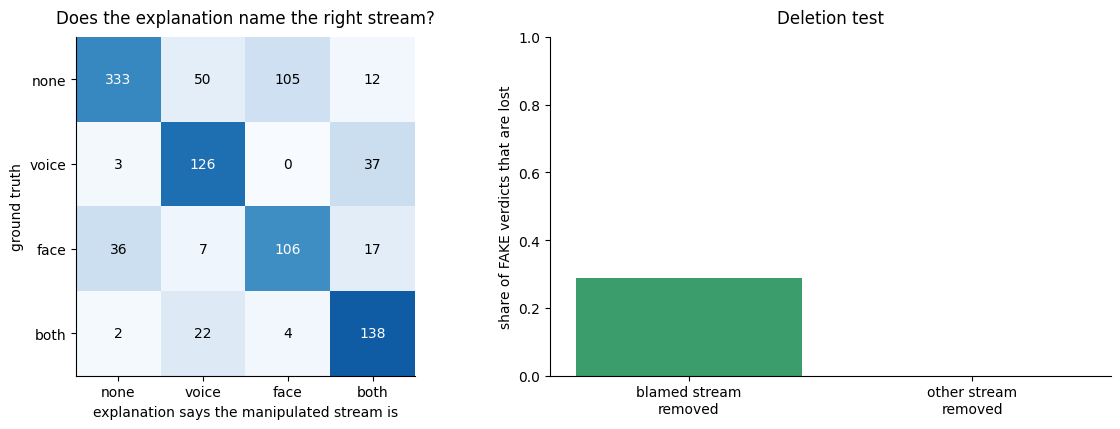 Does the explanation name the right stream?
ground truth
none 333 50 105 12
voice 3 126 0 37
face 36 7 106 17
both 2 22 4 138
none voice face both
explanation says the manipulated stream is
Deletion test
share of FAKE verdicts that are lost
1.0
0.8
0.6
0.4
0.2
0.0
blamed stream other stream
removed removed